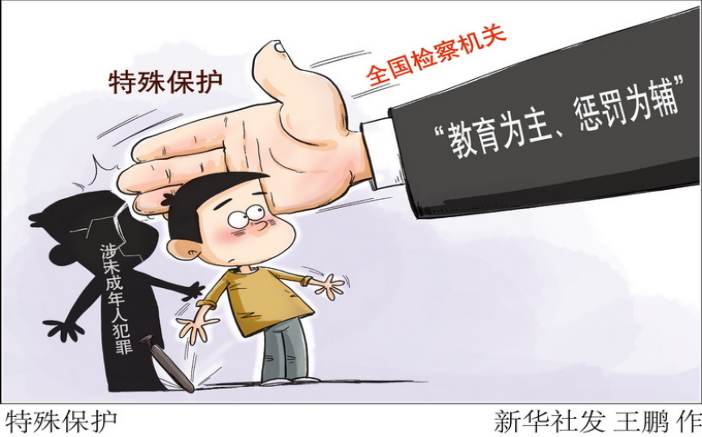 特殊保护
全国检察机关
“教育为主、惩罚为辅”
涉未成年人犯罪
特殊保护
新华社发 王鹏 作